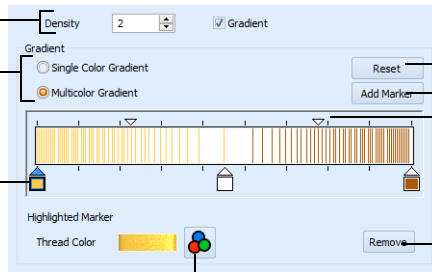 Density 2 Gradient
Gradient
Single Color Gradient Reset
Multicolor Gradient Add Marker
Highlighted Marker
Thread Color Remove